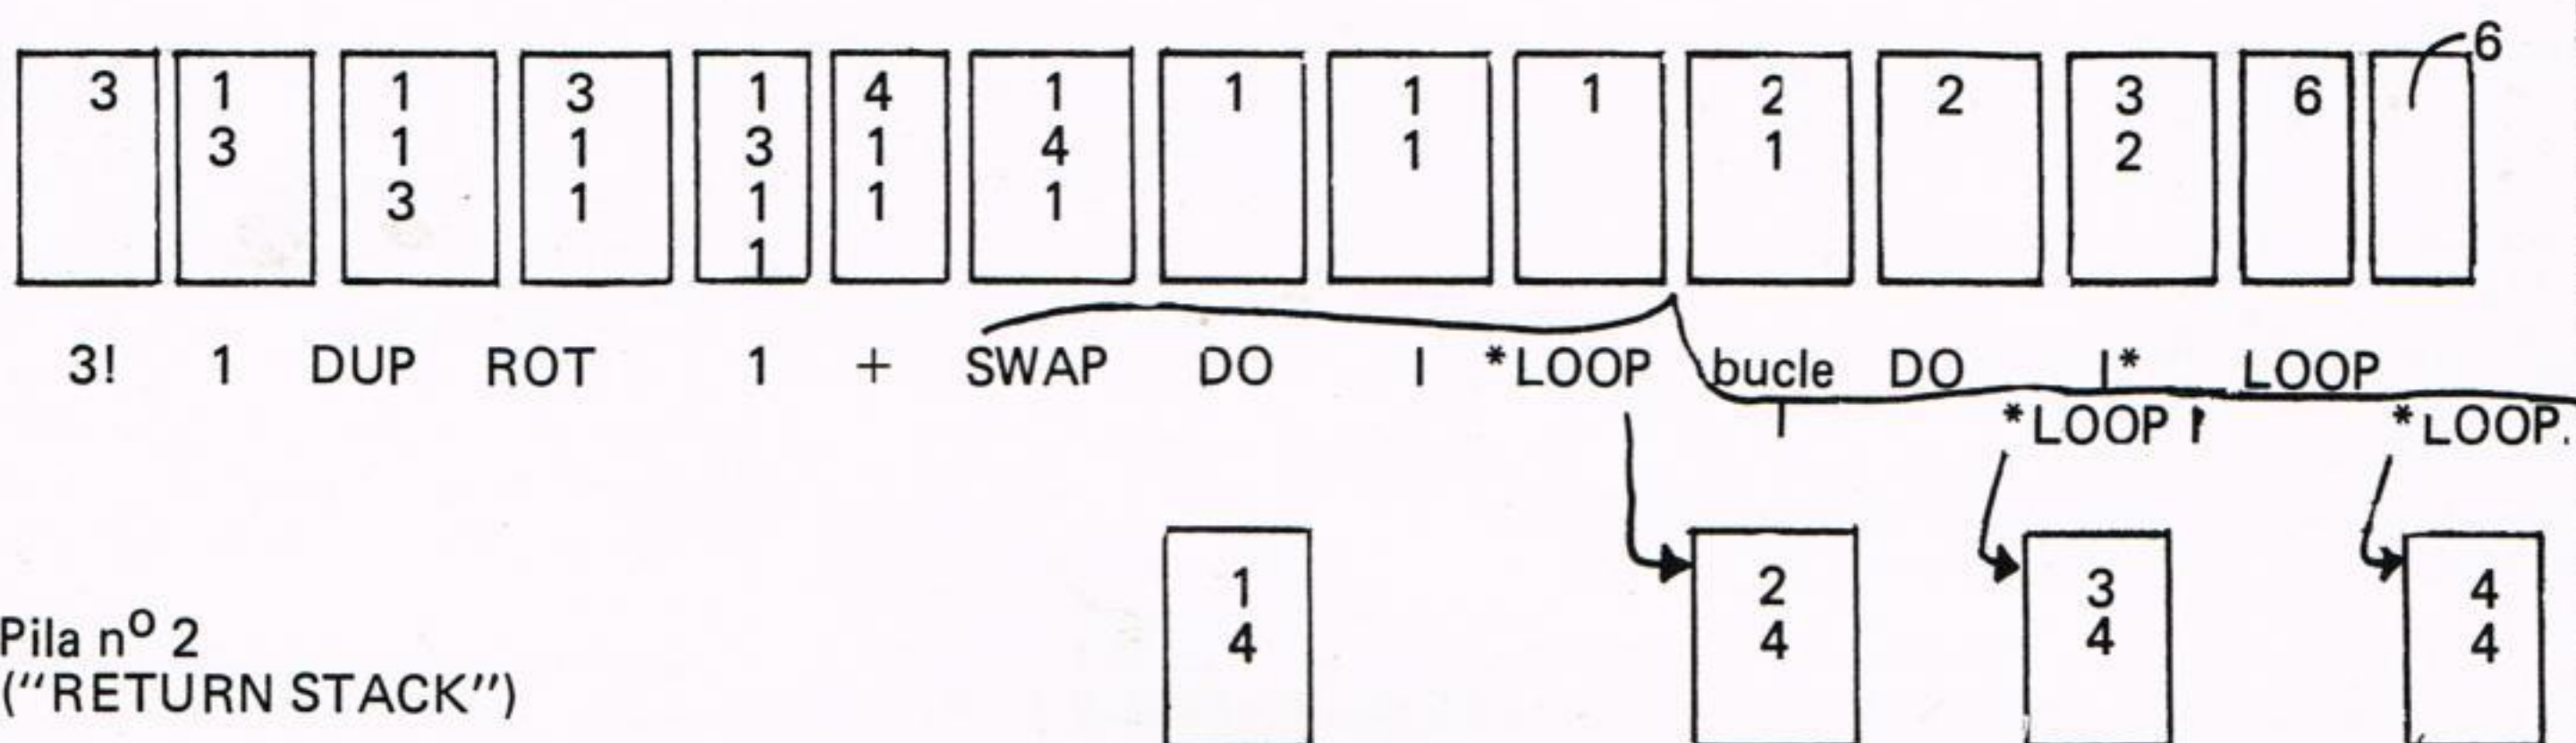 6
3 1 1 3 1 4 1 1 1 1 2 2 3 6
3 1 1 3 1 4 1 1 2
3 1 1 1 1
1
3! 1 DUP ROT 1 + SWAP DO I *LOOP bucle DO I* LOOP
I *LOOP I *LOOP.
1 2 3 4
4 4 4 4
Pila nº 2
("RETURN STACK")